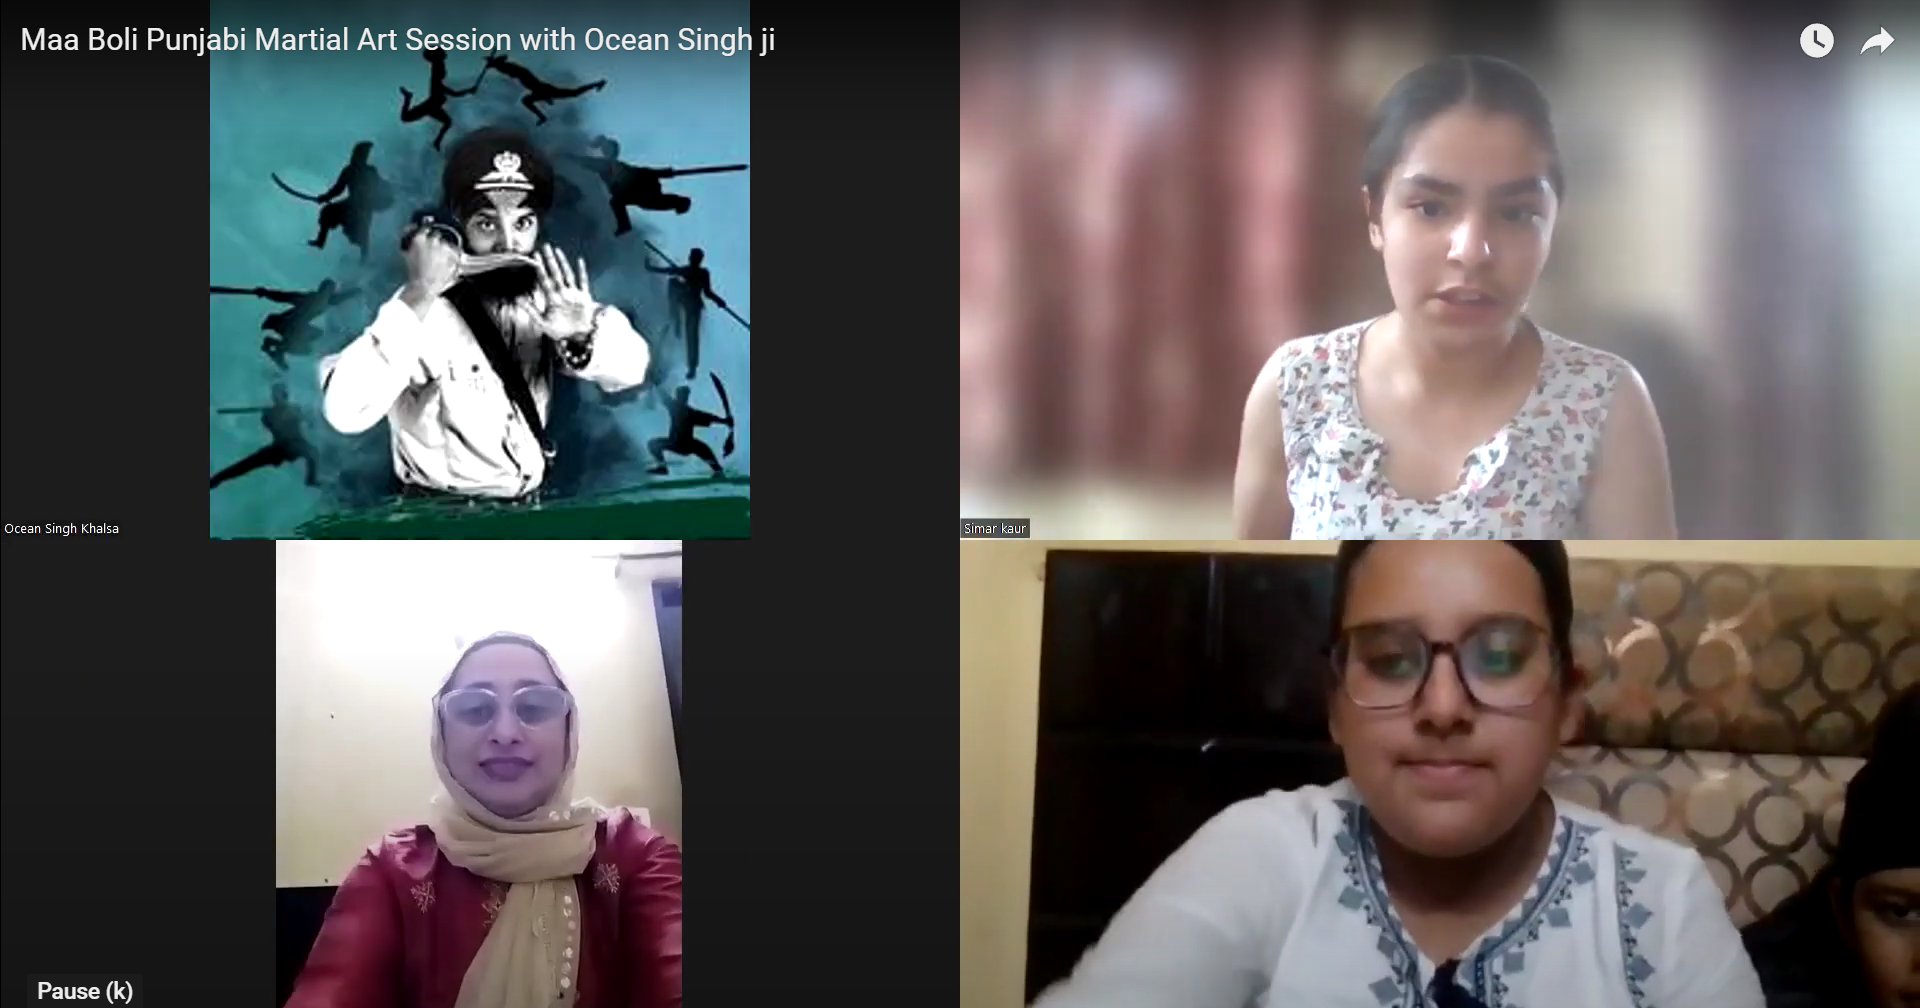 Maa Boli Punjabi Martial Art Session with Ocean Singh ji
Ocean Singh Khalsa
Simar kaur
Pause (k)